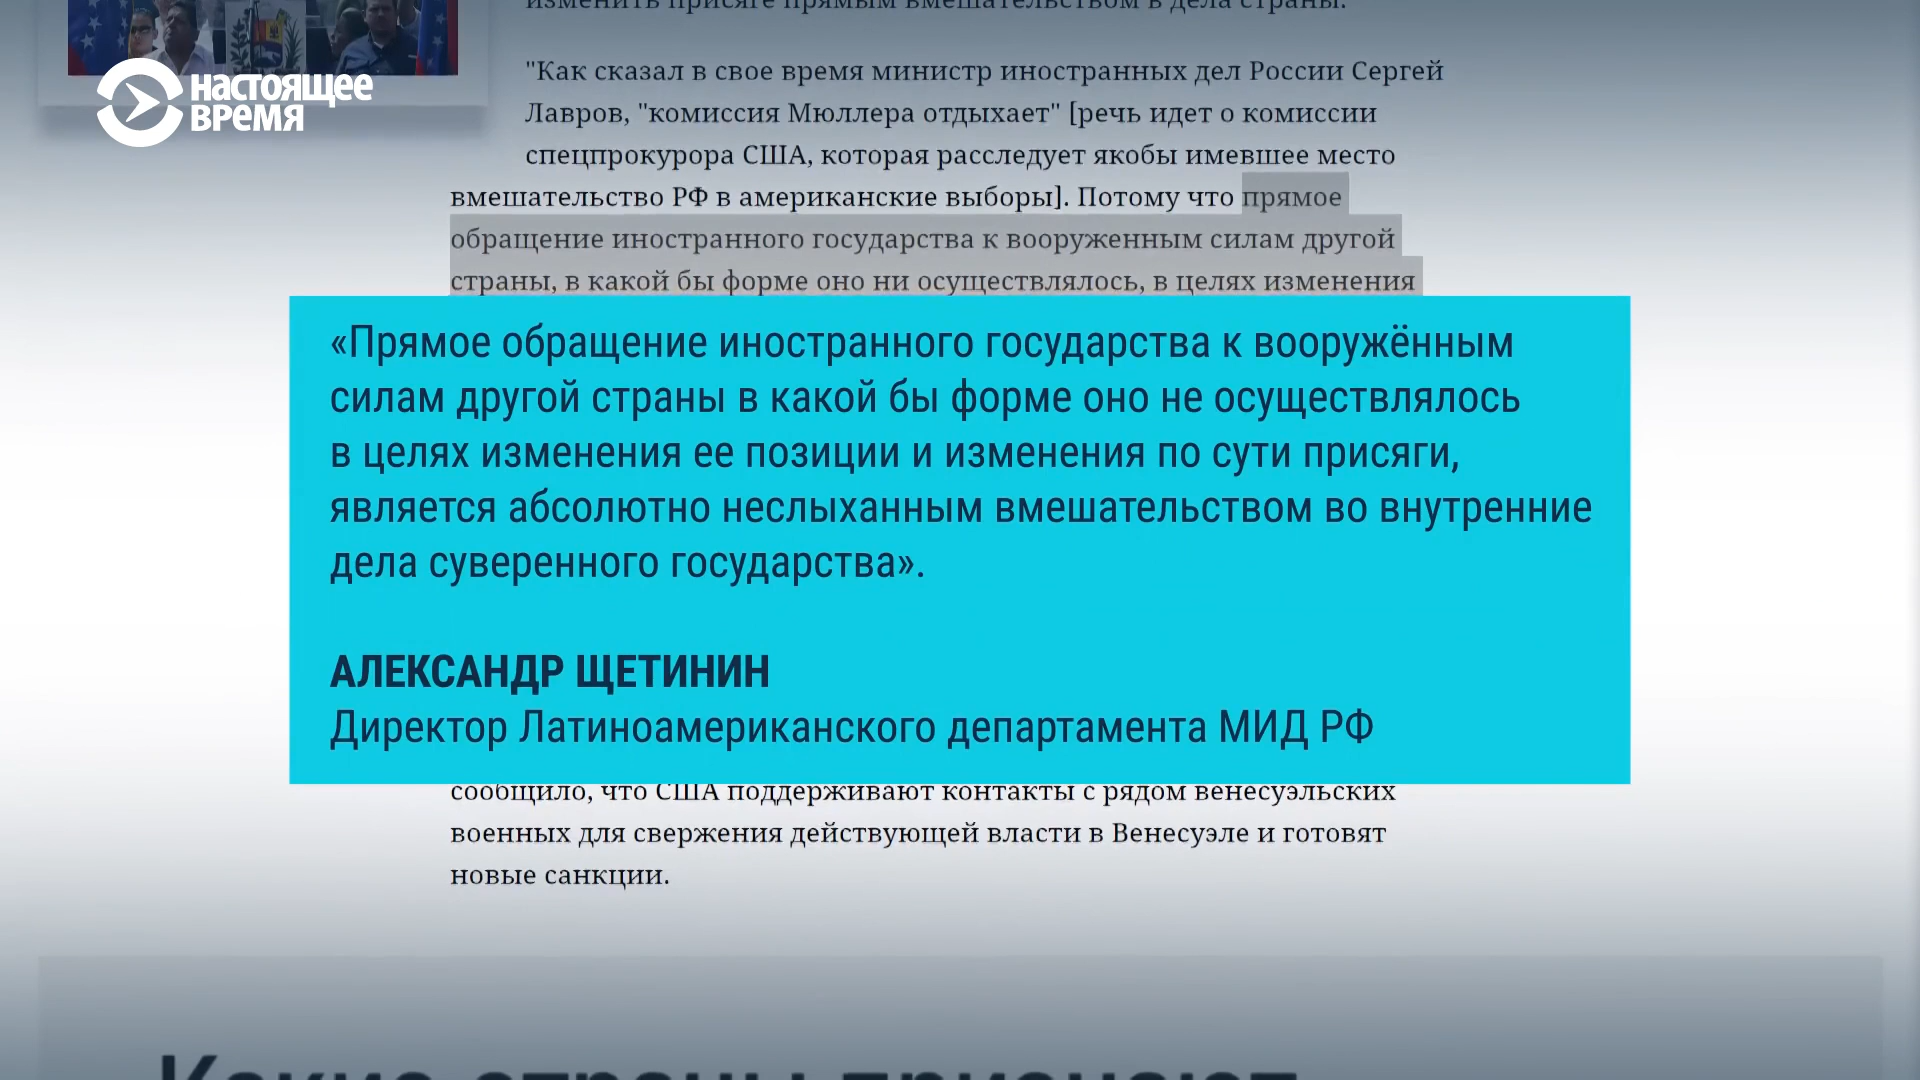 изменить присяге прямым вмешательством в дела страны.
"Как сказал в свое время министр иностранных дел России Сергей
Лавров, "комиссия Мюллера отдыхает" [речь идет о комиссии
спецпрокурора США, которая расследует якобы имевшее место
вмешательство РФ в американские выборы]. Потому что прямое
обращение иностранного государства к вооруженным силам другой
страны, в какой бы форме оно ни осуществлялось, в целях изменения
НАСТОЯЩЕЕ
ВРЕМЯ
«Прямое обращение иностранного государства к вооружённым
силам другой страны в какой бы форме оно не осуществлялось
в целях изменения ее позиции и изменения по сути присяги,
является абсолютно неслыханным вмешательством во внутренние
дела суверенного государства».
АЛЕКСАНДР ЩЕТИНИН
Директор Латиноамериканского департамента МИД РФ
сообщило, что США поддерживают контакты с рядом венесуэльских
военных для свержения действующей власти в Венесуэле и готовят
новые санкции.
Какие страны признают